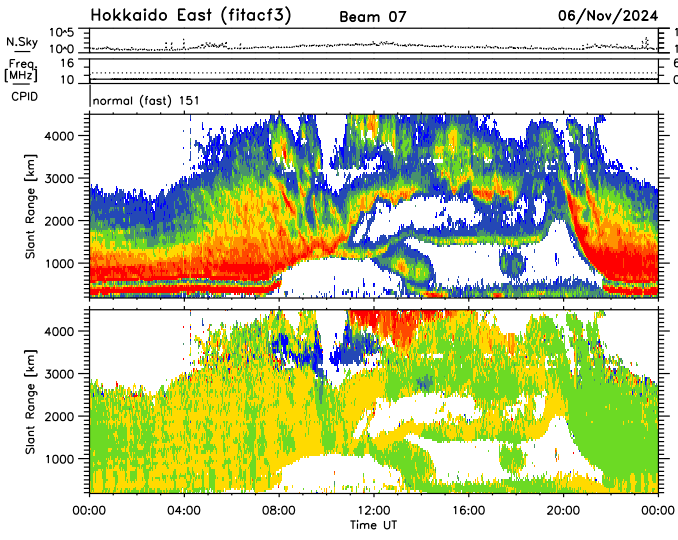 Hokkaido East (fitacf3) Beam 07 06/Nov/2024
N.Sky 10^5 10^0
Freq. [MHz] 16 10 6 0
CPID normal (fast) 151
Slant Range [km] 4000 3000 2000 1000
Slant Range [km] 4000 3000 2000 1000
00:00 04:00 08:00 12:00 16:00 20:00 00:00
Time UT